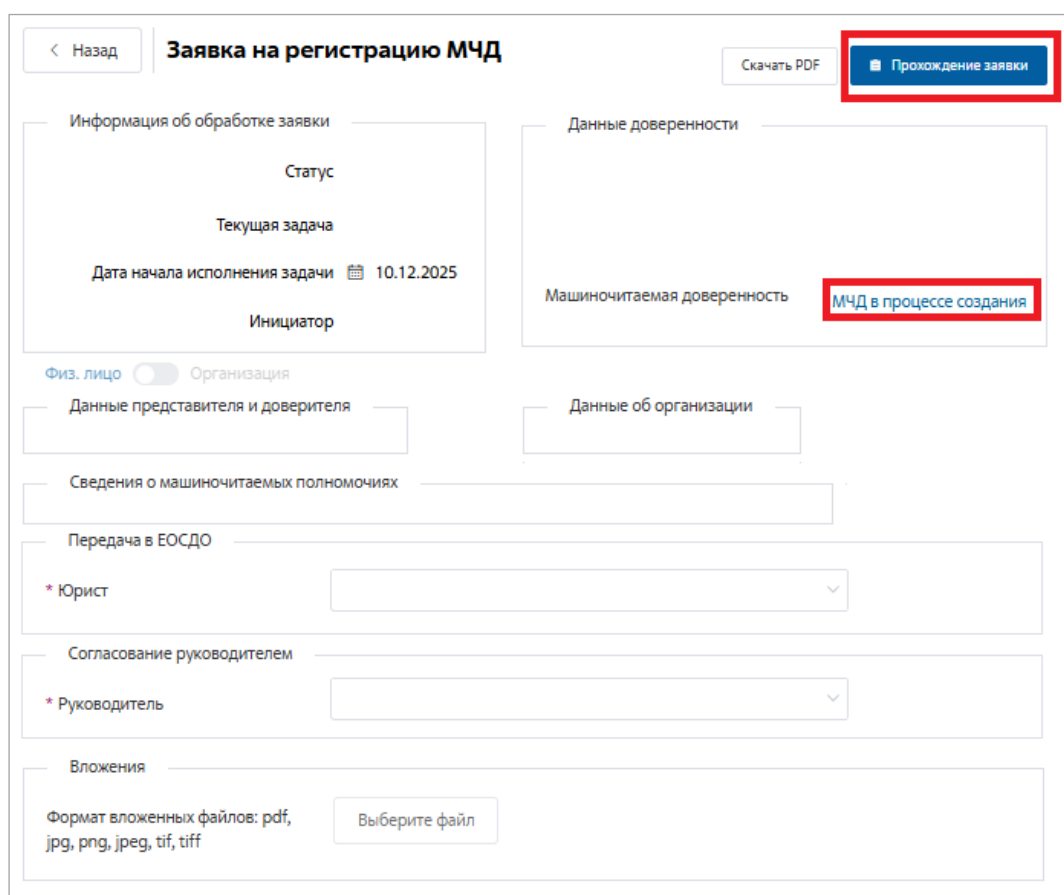 Назад
Заявка на регистрацию МЧД
Скачать PDF
Прохождение заявки
Информация об обработке заявки
Статус
Текущая задача
Дата начала исполнения задачи 10.12.2025
Инициатор
Данные доверенности
Машиночитаемая доверенность МЧД в процессе создания
Физ. лицо Организация
Данные представителя и доверителя
Данные об организации
Сведения о машиночитаемых полномочиях
Передача в ЕОСДО
* Юрист
Согласование руководителем
* Руководитель
Вложения
Формат вложенных файлов: pdf,
jpg, png, jpeg, tif, tiff
Выберите файл